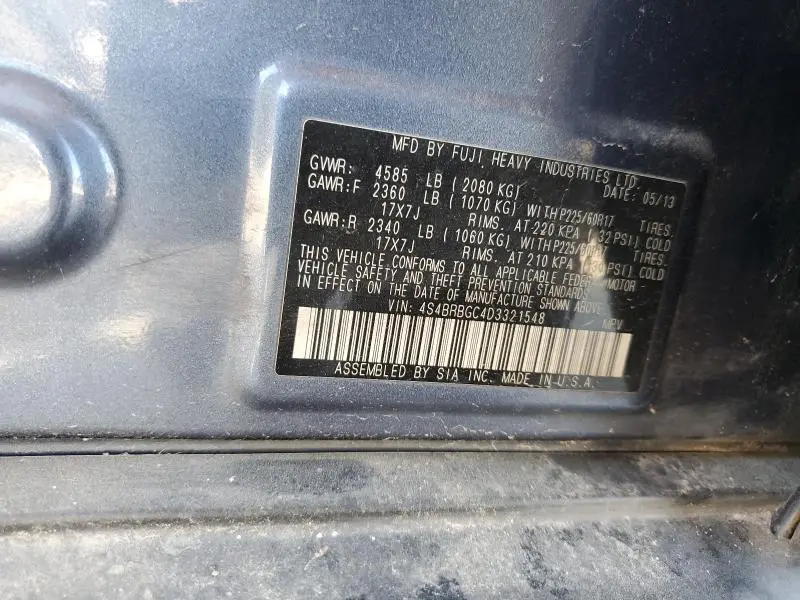 MFD BY FUJI HEAVY INDUSTRIES LTD.
GVWR: 4585 LB (2080 KG) DATE: 05/13
GAWR:F 2360 LB (1070 KG) WITH P225/60R17 TIRES.
17X7J RIMS. AT 220 KPA (32 PSI) COLD
GAWR:R 2340 LB (1060 KG) WITH P225/60R17 TIRES.
17X7J RIMS. AT 210 KPA (30 PSI) COLD
THIS VEHICLE CONFORMS TO ALL APPLICABLE FEDERAL MOTOR
VEHICLE SAFETY AND THEFT PREVENTION STANDARDS
IN EFFECT ON THE DATE OF MANUFACTURE SHOWN ABOVE
VIN: 4S4BRBGC4D3321548 MPV
ASSEMBLED BY SIA INC. MADE IN U.S.A.